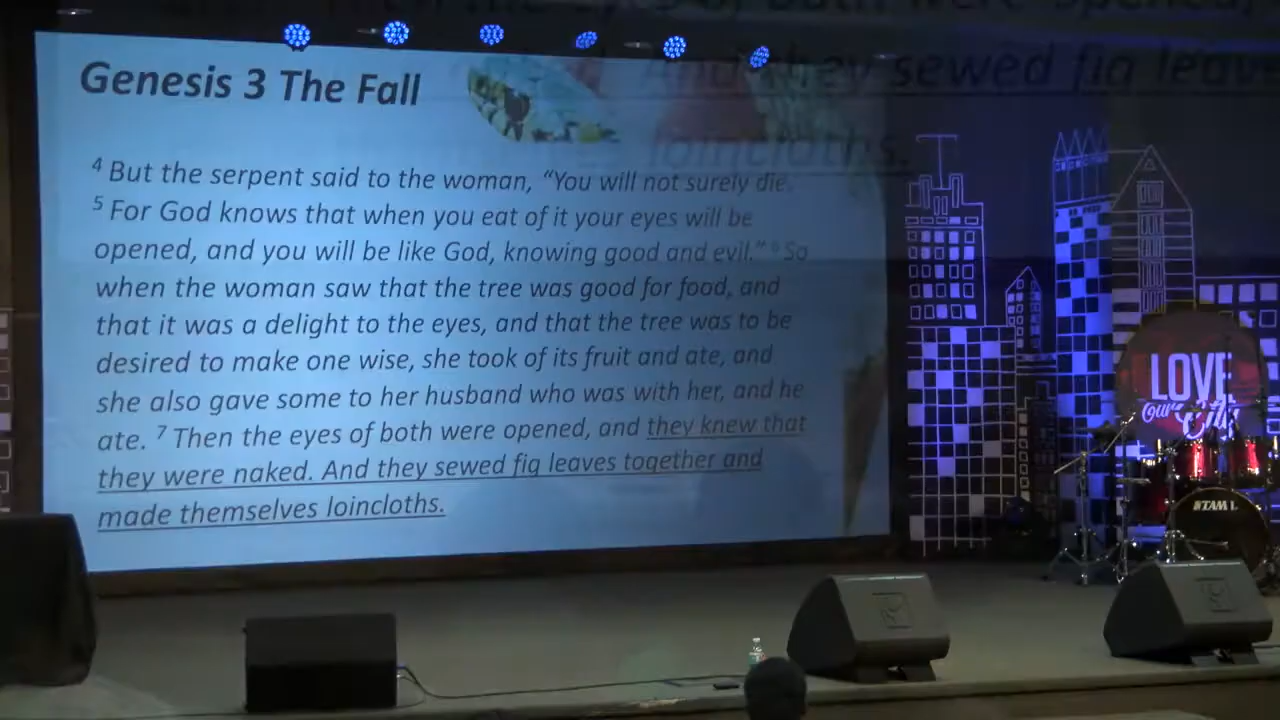 Genesis 3 The Fall
4 But the serpent said to the woman, “You will not surely die.
5 For God knows that when you eat of it your eyes will be
opened, and you will be like God, knowing good and evil.” 6 So
when the woman saw that the tree was good for food, and
that it was a delight to the eyes, and that the tree was to be
desired to make one wise, she took of its fruit and ate, and
she also gave some to her husband who was with her, and he
ate. 7 Then the eyes of both were opened, and they knew that
they were naked. And they sewed fig leaves together and
made themselves loincloths.
And they sewed fig leaves
loincloths.
LOVE
Our City
TAMA